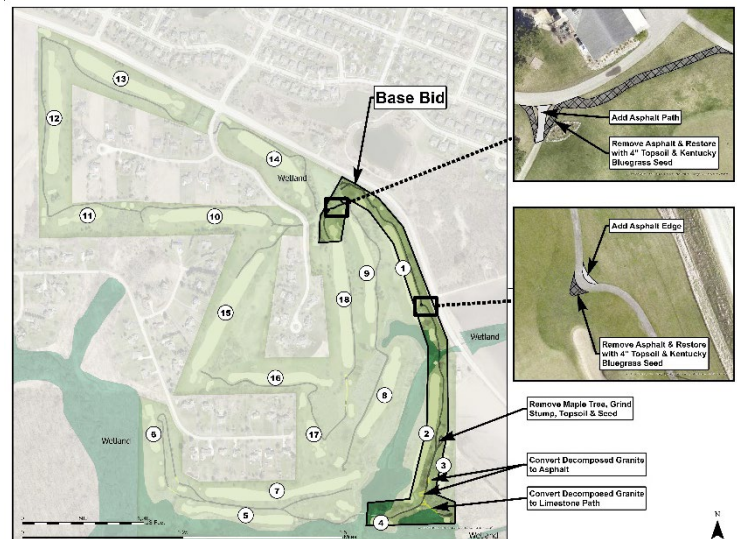 13
12
Base Bid
14
Wetland
11
10
9
1
18
15
Wetland
16
8
Wetland
6
17
2
3
7
5
4
Wetland
Add Asphalt Path
Remove Asphalt & Restore
with 4" Topsoil & Kentucky
Bluegrass Seed
Add Asphalt Edge
Remove Asphalt & Restore
with 4" Topsoil & Kentucky
Bluegrass Seed
Remove Maple Tree, Grind
Stump, Topsoil & Seed
Convert Decomposed Granite
to Asphalt
Convert Decomposed Granite
to Limestone Path
N